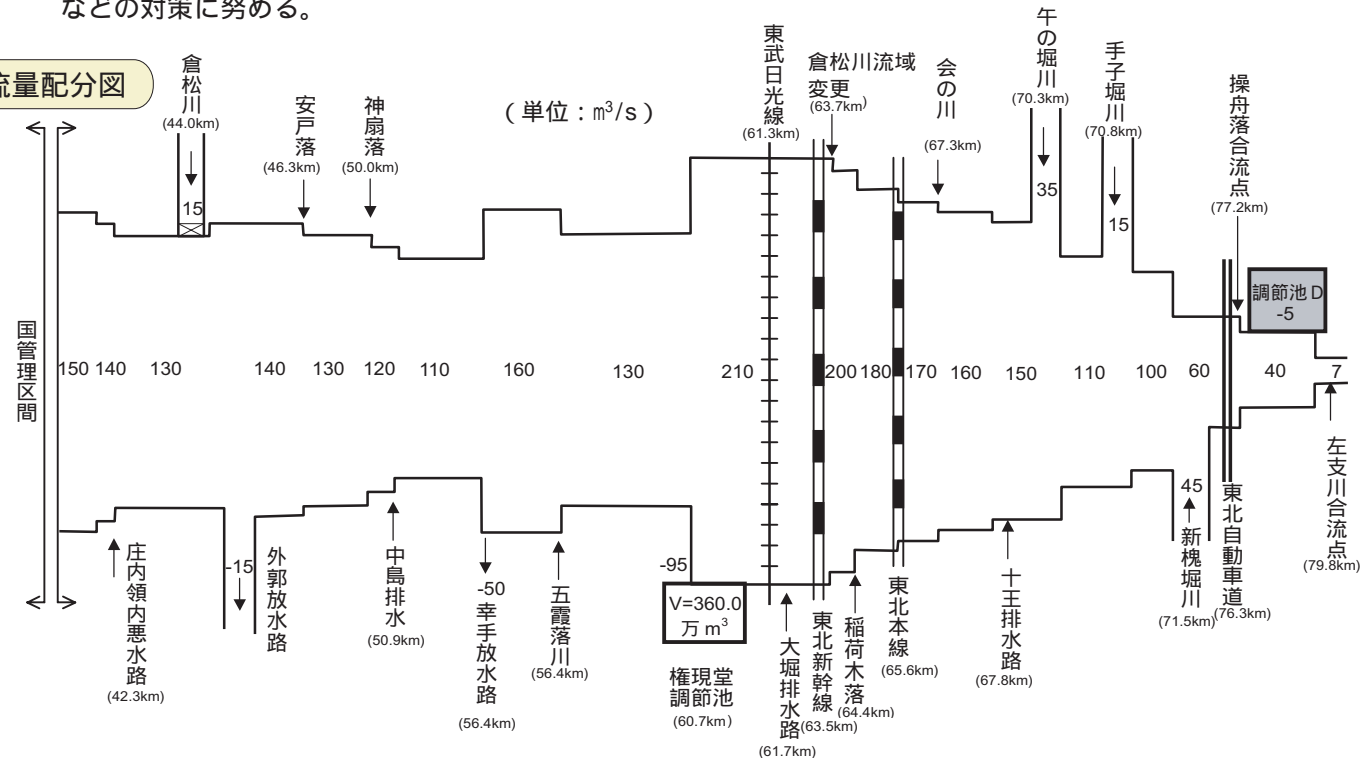 などの対策に努める。
流量配分図
(単位：㎥/s)
倉松川
(44.0km)
15
安戸落
(46.3km)
神扇落
(50.0km)
東武日光線
(61.3km)
倉松川流域
変更
(63.7km)
会の川
(67.3km)
午の堀川
(70.3km)
35
手子堀川
(70.8km)
15
操舟落合流点
(77.2km)
調節池D
-5
国管理区間
150 140 130 140 130 120 110 160 130 210 200 180 170 160 150 110 100 60 40 7
庄内領内悪水路
(42.3km)
-15
外郭放水路
中島排水
(50.9km)
-50
幸手放水路
(56.4km)
五霞落川
(56.4km)
-95
V=360.0
万m³
権現堂
調節池
(60.7km)
大堀排水路
(61.7km)
東北新幹線
(63.5km)
稲荷木落
(64.4km)
東北本線
(65.6km)
十王排水路
(67.8km)
45
新槐堀川
(71.5km)
東北自動車道
(76.3km)
左支川合流点
(79.8km)